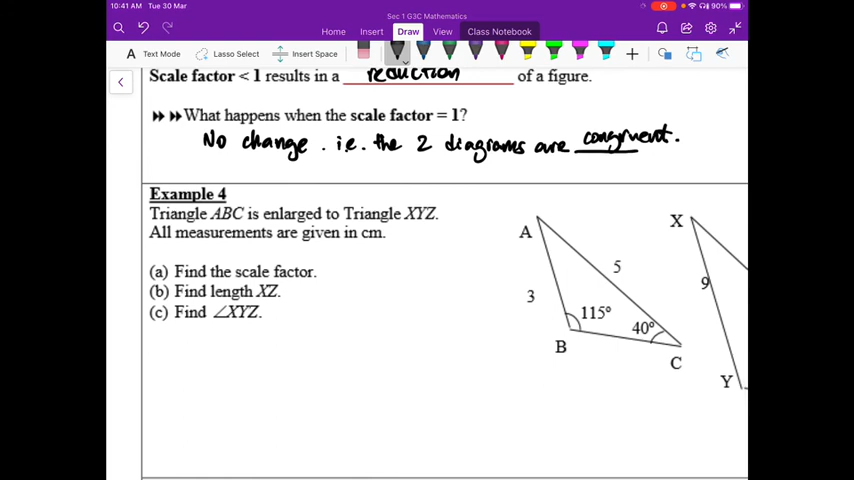 10:41 AM Tue 30 Mar
90%
Sec 1 G3C Mathematics
Home Insert Draw View Class Notebook
A Text Mode Lasso Select Insert Space
Scale factor < 1 results in a reduction of a figure.
What happens when the scale factor = 1?
No change. i.e. the 2 diagrams are congruent.
Example 4
Triangle ABC is enlarged to Triangle XYZ.
All measurements are given in cm.
(a) Find the scale factor.
(b) Find length XZ.
(c) Find ∠XYZ.
A
5
3
115°
40°
B
C
X
9
Y